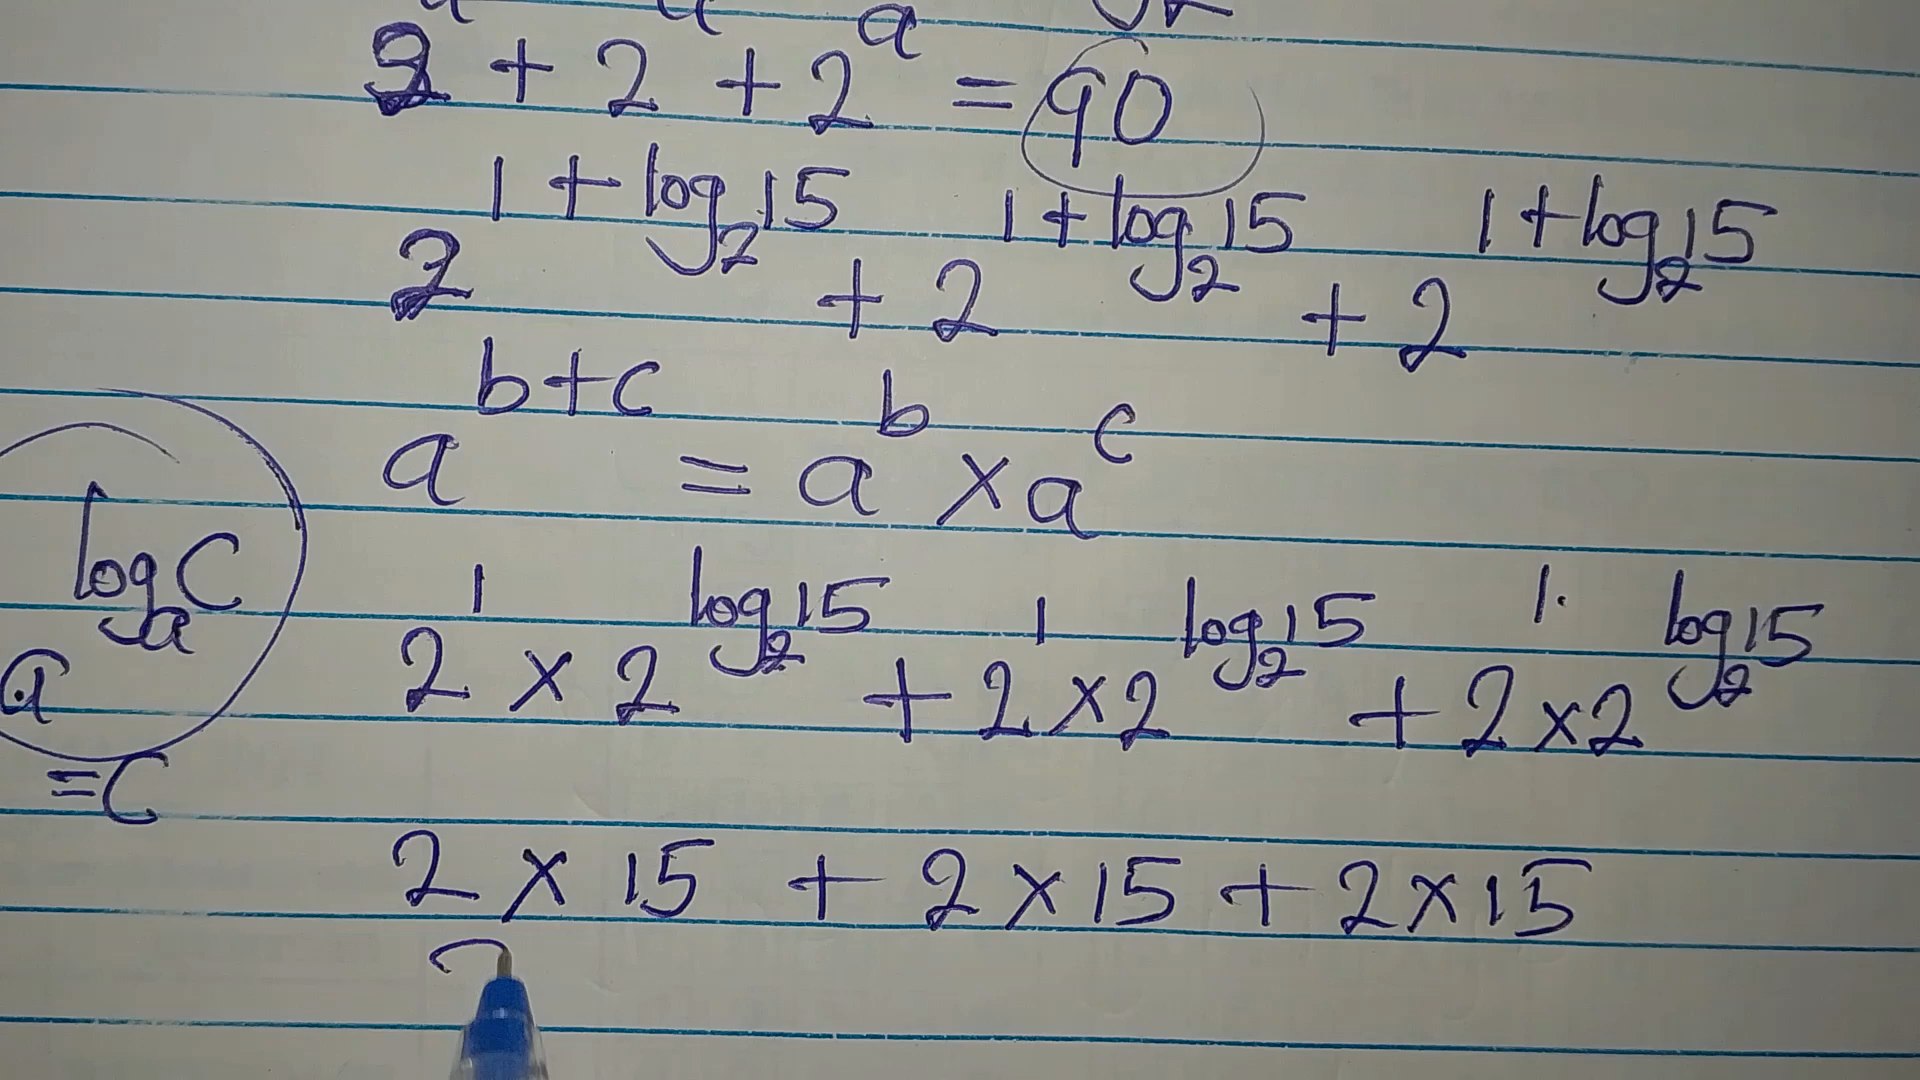 2 + 2 + 2^a = 90
2^(1 + log₂15) + 2^(1 + log₂15) + 2^(1 + log₂15)
a^(b+c) = a^b × a^c
a^(logₐC)
=C
2^1 × 2^(log₂15) + 2^1 × 2^(log₂15) + 2^1 × 2^(log₂15)
2 × 15 + 2 × 15 + 2 × 15